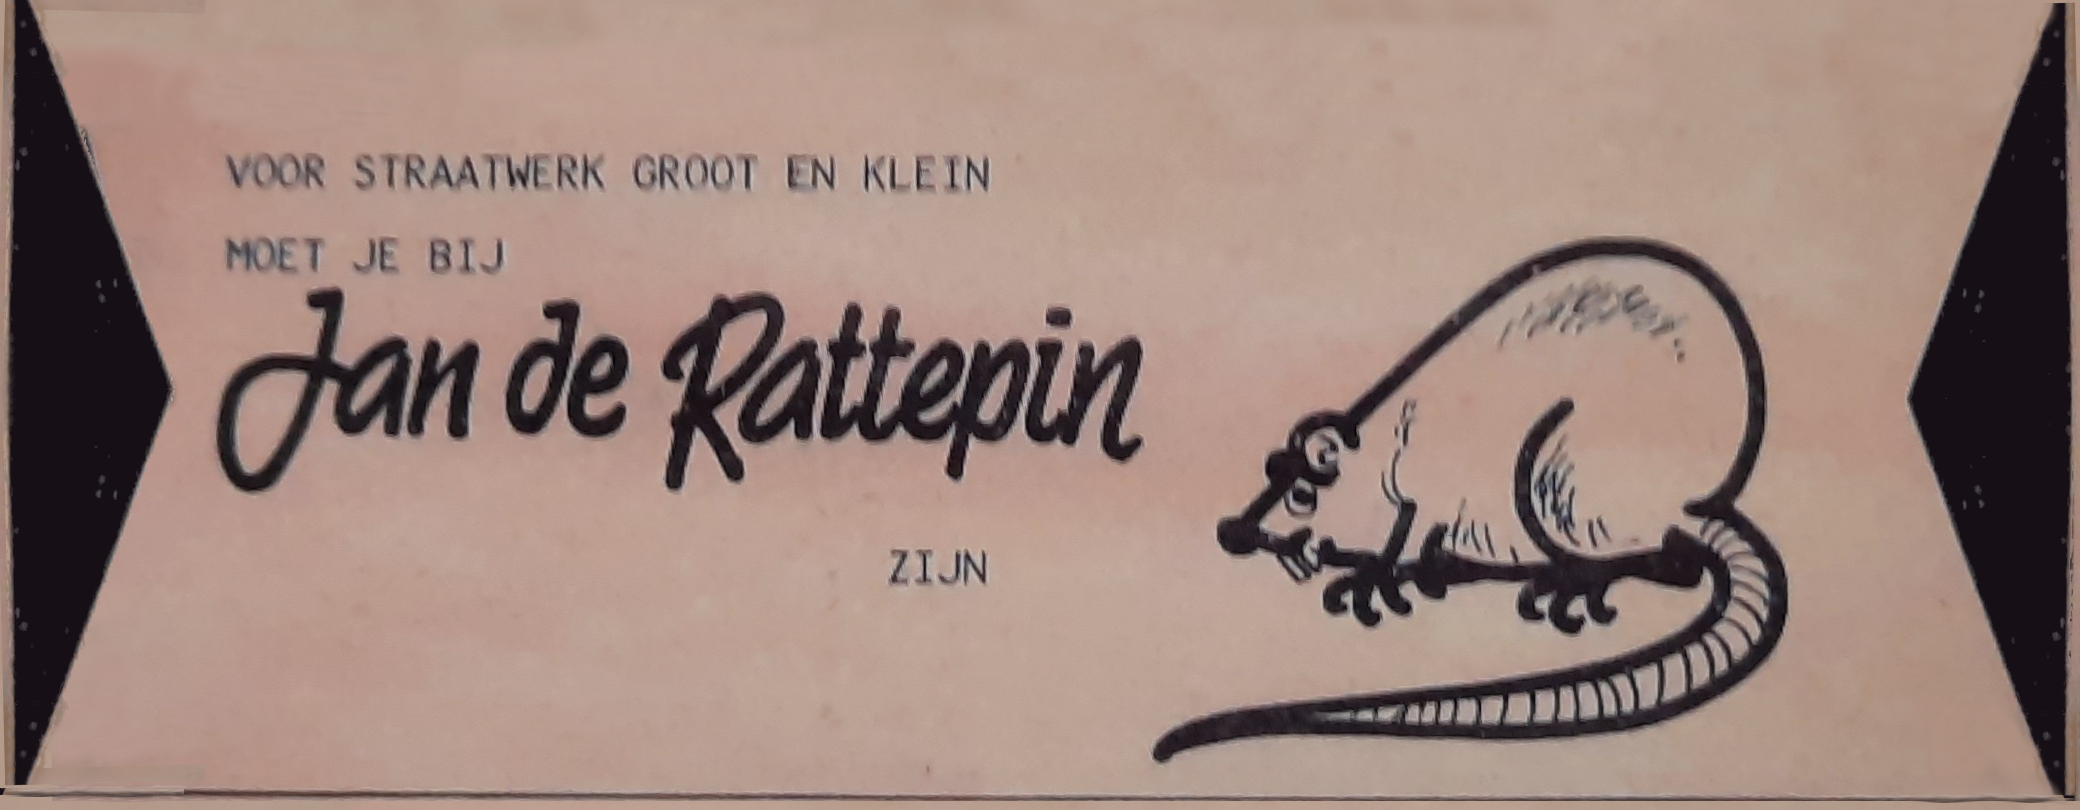 VOOR STRAATWERK GROOT EN KLEIN
MOET JE BIJ
Jan de Rattepin
ZIJN